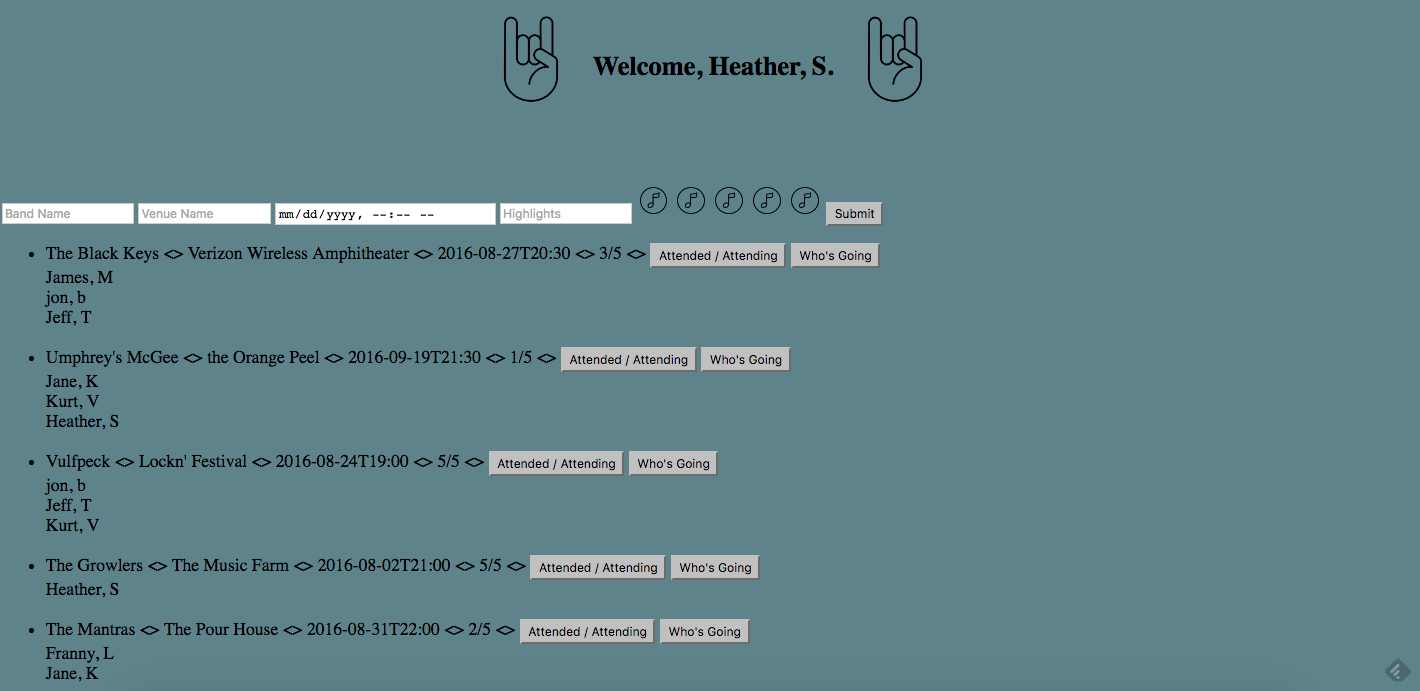 Welcome, Heather, S.
Band Name Venue Name mm/dd/yyyy, --:-- -- Highlights Submit
The Black Keys <> Verizon Wireless Amphitheater <> 2016-08-27T20:30 <> 3/5 <> Attended / Attending Who's Going
James, M
jon, b
Jeff, T
Umphrey's McGee <> the Orange Peel <> 2016-09-19T21:30 <> 1/5 <> Attended / Attending Who's Going
Jane, K
Kurt, V
Heather, S
Vulfpeck <> Lockn' Festival <> 2016-08-24T19:00 <> 5/5 <> Attended / Attending Who's Going
jon, b
Jeff, T
Kurt, V
The Growlers <> The Music Farm <> 2016-08-02T21:00 <> 5/5 <> Attended / Attending Who's Going
Heather, S
The Mantras <> The Pour House <> 2016-08-31T22:00 <> 2/5 <> Attended / Attending Who's Going
Franny, L
Jane, K